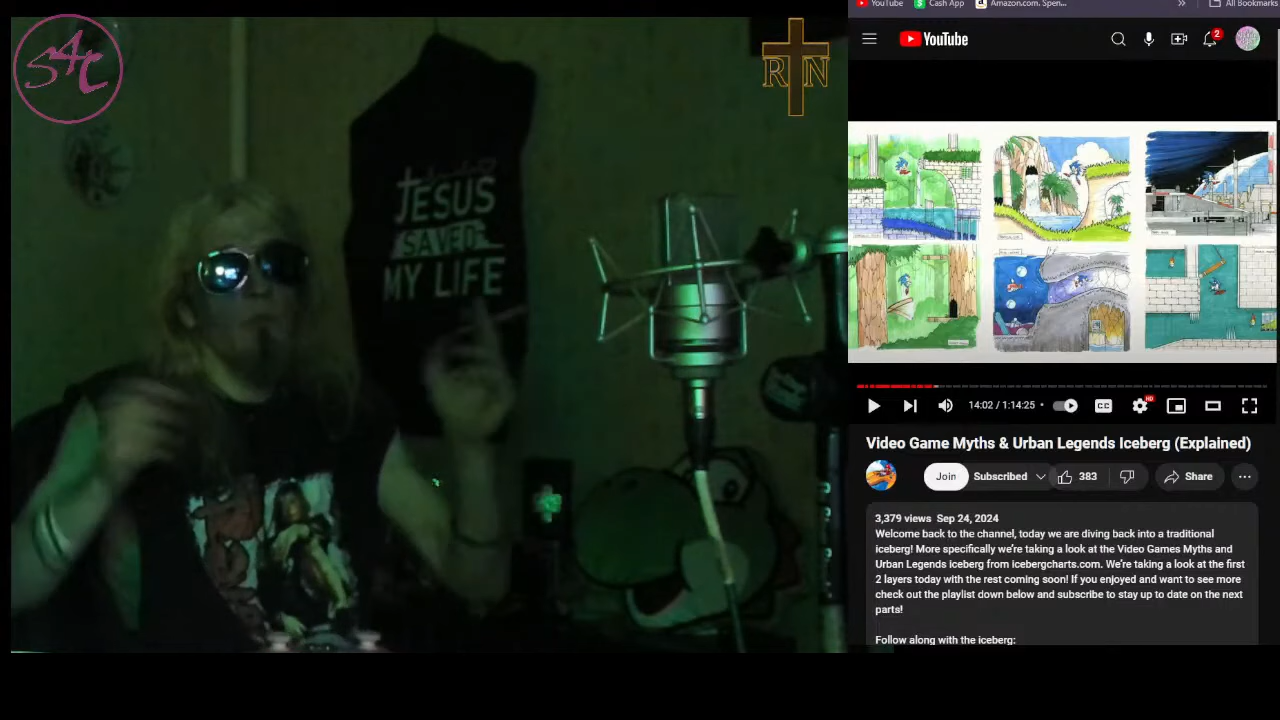 S4C
RN
JESUS
SAVED
MY LIFE
YouTube
Cash App
Amazon.com. Spen...
»
All Bookmarks
YouTube
2
14:02 / 1:14:25
CC
HD
Video Game Myths & Urban Legends Iceberg (Explained)
Join
Subscribed
383
Share
3,379 views Sep 24, 2024
Welcome back to the channel, today we are diving back into a traditional
iceberg! More specifically we're taking a look at the Video Games Myths and
Urban Legends Iceberg from icebergcharts.com. We're taking a look at the first
2 layers today with the rest coming soon! If you enjoyed and want to see more
check out the playlist down below and subscribe to stay up to date on the next
parts!
Follow along with the iceberg: